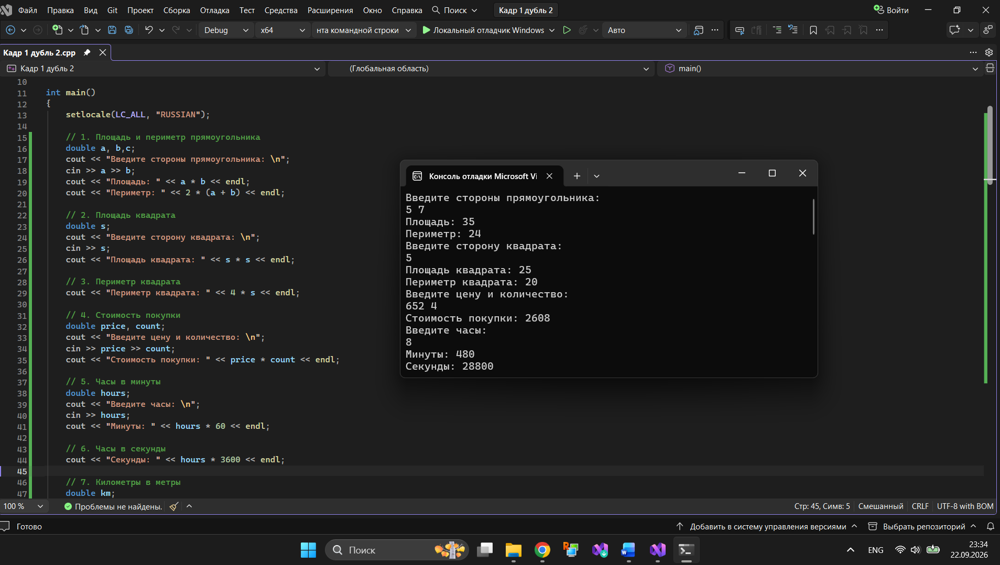 Файл Правка Вид Git Проект Сборка Отладка Тест Средства Расширения Окно Справка Поиск Кадр 1 дубль 2 Войти
Debug x64 нта командной строки Локальный отладчик Windows Авто
Кадр 1 дубль 2.cpp
Кадр 1 дубль 2 (Глобальная область) main()
10
11 int main()
12 {
13 setlocale(LC_ALL, "RUSSIAN");
14
15 // 1. Площадь и периметр прямоугольника
16 double a, b,c;
17 cout << "Введите стороны прямоугольника: \n";
18 cin >> a >> b;
19 cout << "Площадь: " << a * b << endl;
20 cout << "Периметр: " << 2 * (a + b) << endl;
21
22 // 2. Площадь квадрата
23 double s;
24 cout << "Введите сторону квадрата: \n";
25 cin >> s;
26 cout << "Площадь квадрата: " << s * s << endl;
27
28 // 3. Периметр квадрата
29 cout << "Периметр квадрата: " << 4 * s << endl;
30
31 // 4. Стоимость покупки
32 double price, count;
33 cout << "Введите цену и количество: \n";
34 cin >> price >> count;
35 cout << "Стоимость покупки: " << price * count << endl;
36
37 // 5. Часы в минуты
38 double hours;
39 cout << "Введите часы: \n";
40 cin >> hours;
41 cout << "Минуты: " << hours * 60 << endl;
42
43 // 6. Часы в секунды
44 cout << "Секунды: " << hours * 3600 << endl;
45
46 // 7. Километры в метры
47 double km;
Консоль отладки Microsoft Vi
Введите стороны прямоугольника:
5 7
Площадь: 35
Периметр: 24
Введите сторону квадрата:
5
Площадь квадрата: 25
Периметр квадрата: 20
Введите цену и количество:
652 4
Стоимость покупки: 2608
Введите часы:
8
Минуты: 480
Секунды: 28800
100 % Проблемы не найдены. Стр: 45, Симв: 5 Смешанный CRLF UTF-8 with BOM
Готово Добавить в систему управления версиями Выбрать репозиторий
Поиск ENG 23:34
22.09.2026